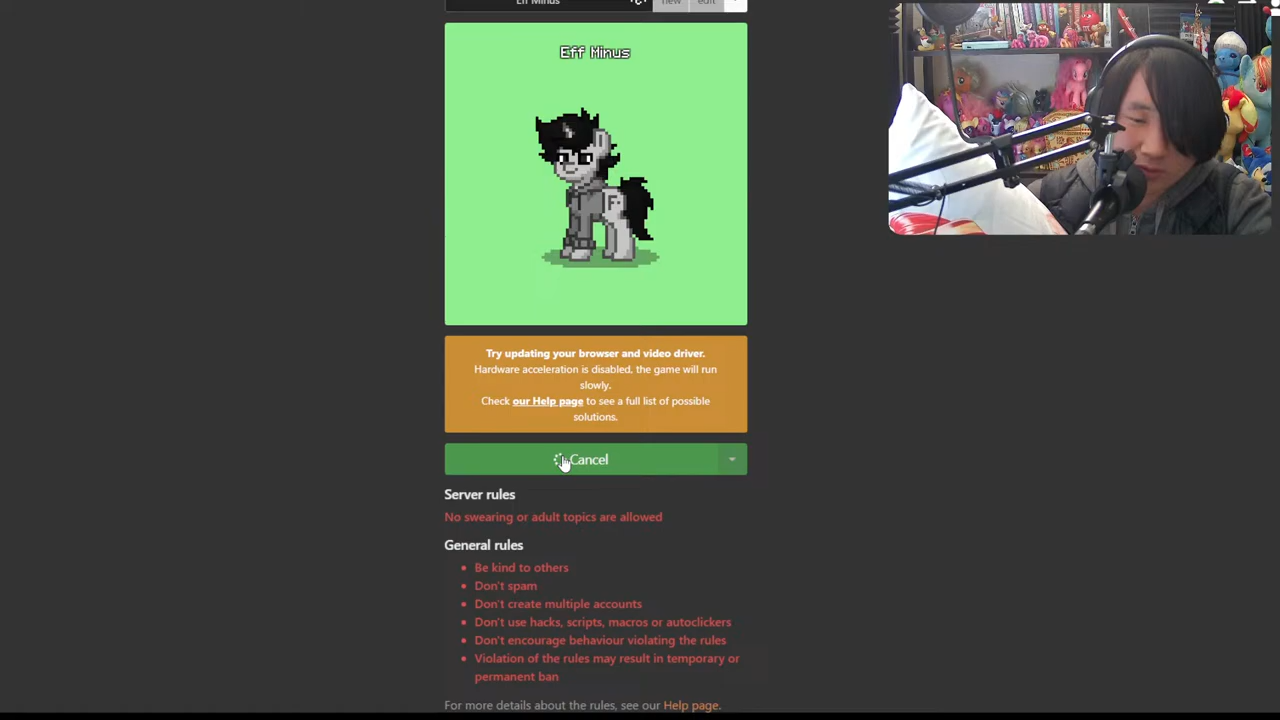 Eff Minus
new
edit
Eff Minus
Try updating your browser and video driver.
Hardware acceleration is disabled, the game will run
slowly.
Check our Help page to see a full list of possible
solutions.
Cancel
Server rules
No swearing or adult topics are allowed
General rules
Be kind to others
Don't spam
Don't create multiple accounts
Don't use hacks, scripts, macros or autoclickers
Don't encourage behaviour violating the rules
Violation of the rules may result in temporary or
permanent ban
For more details about the rules, see our Help page.